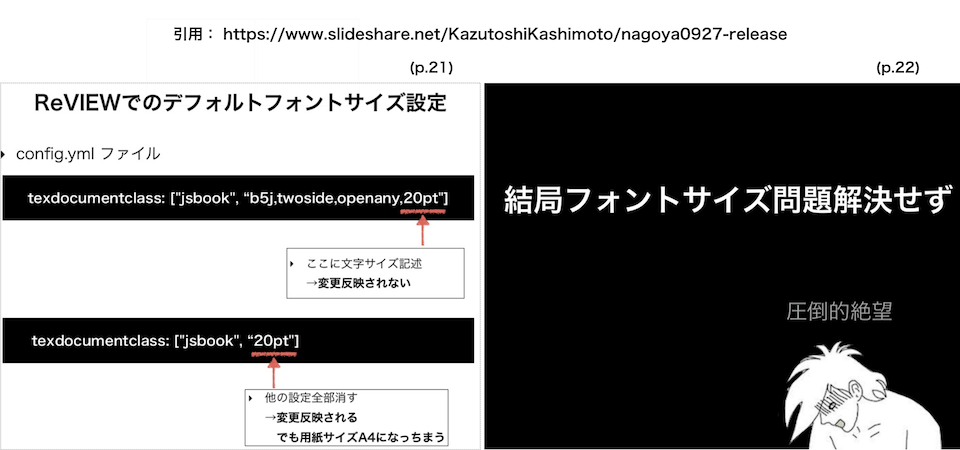 引用： https://www.slideshare.net/KazutoshiKashimoto/nagoya0927-release
(p.21)
ReVIEWでのデフォルトフォントサイズ設定
config.yml ファイル
texdocumentclass: ["jsbook", “b5j,twoside,openany,20pt"]
ここに文字サイズ記述
→変更反映されない
texdocumentclass: ["jsbook", “20pt"]
他の設定全部消す
→変更反映される
でも用紙サイズA4になっちまう
(p.22)
結局フォントサイズ問題解決せず
圧倒的絶望